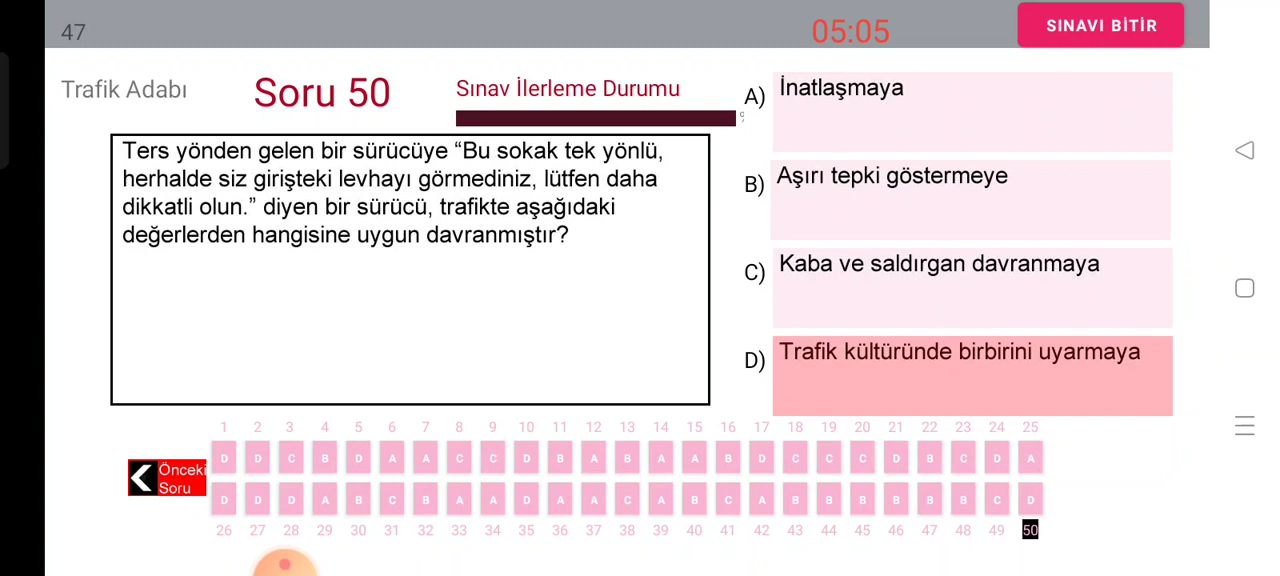 47
05:05
SINAVI BİTİR
Trafik Adabı
Soru 50
Sınav İlerleme Durumu
Ters yönden gelen bir sürücüye “Bu sokak tek yönlü,
herhalde siz girişteki levhayı görmediniz, lütfen daha
dikkatli olun.” diyen bir sürücü, trafikte aşağıdaki
değerlerden hangisine uygun davranmıştır?
A) İnatlaşmaya
B) Aşırı tepki göstermeye
C) Kaba ve saldırgan davranmaya
D) Trafik kültüründe birbirini uyarmaya
Önceki
Soru
1 2 3 4 5 6 7 8 9 10 11 12 13 14 15 16 17 18 19 20 21 22 23 24 25
D D C B D A A C C D B A B A A B D C C C D B C D A
D D D A B C B A A D A A C A B C A B B B B B B C D
26 27 28 29 30 31 32 33 34 35 36 37 38 39 40 41 42 43 44 45 46 47 48 49 50